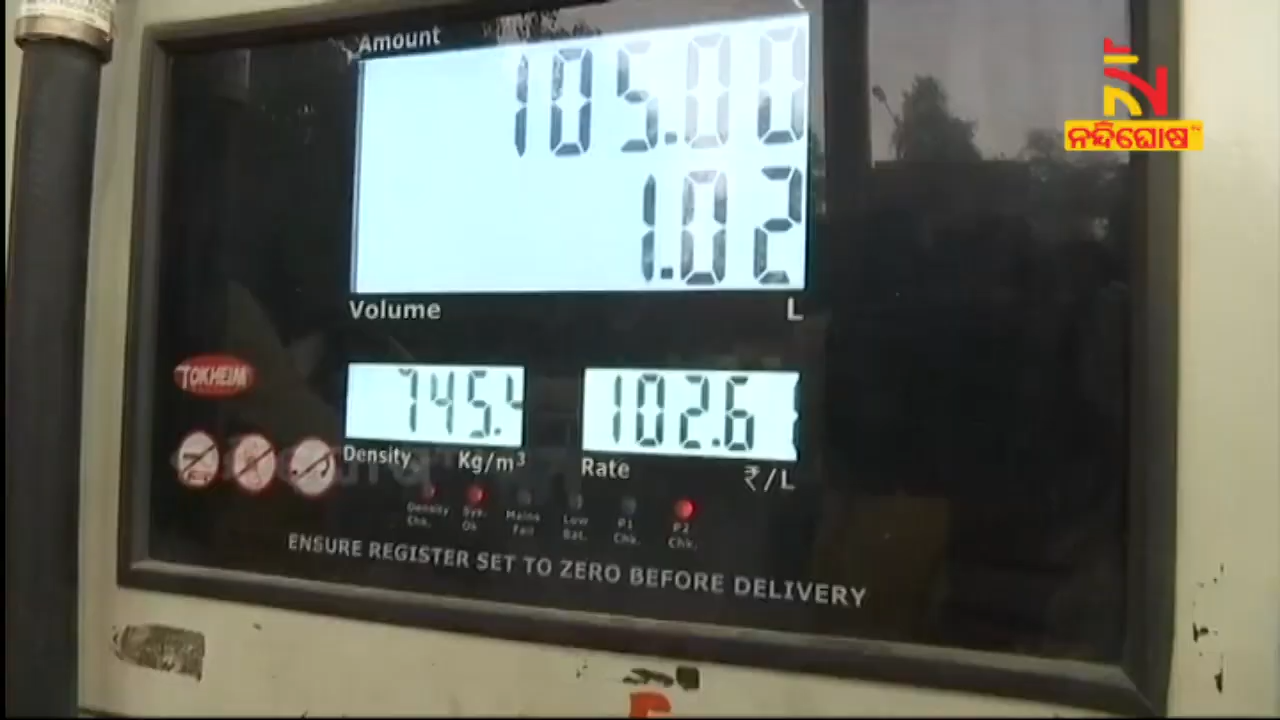 Amount
105.00
1.02
Volume L
ନନ୍ଦିଘୋଷ
TOKHEIM
745.4
102.6
Density Kg/m³
Rate ₹/L
Density Chk.
Sys. Ok
Mains Fail
Low Bat.
P1 Chk.
P2 Chk.
ENSURE REGISTER SET TO ZERO BEFORE DELIVERY